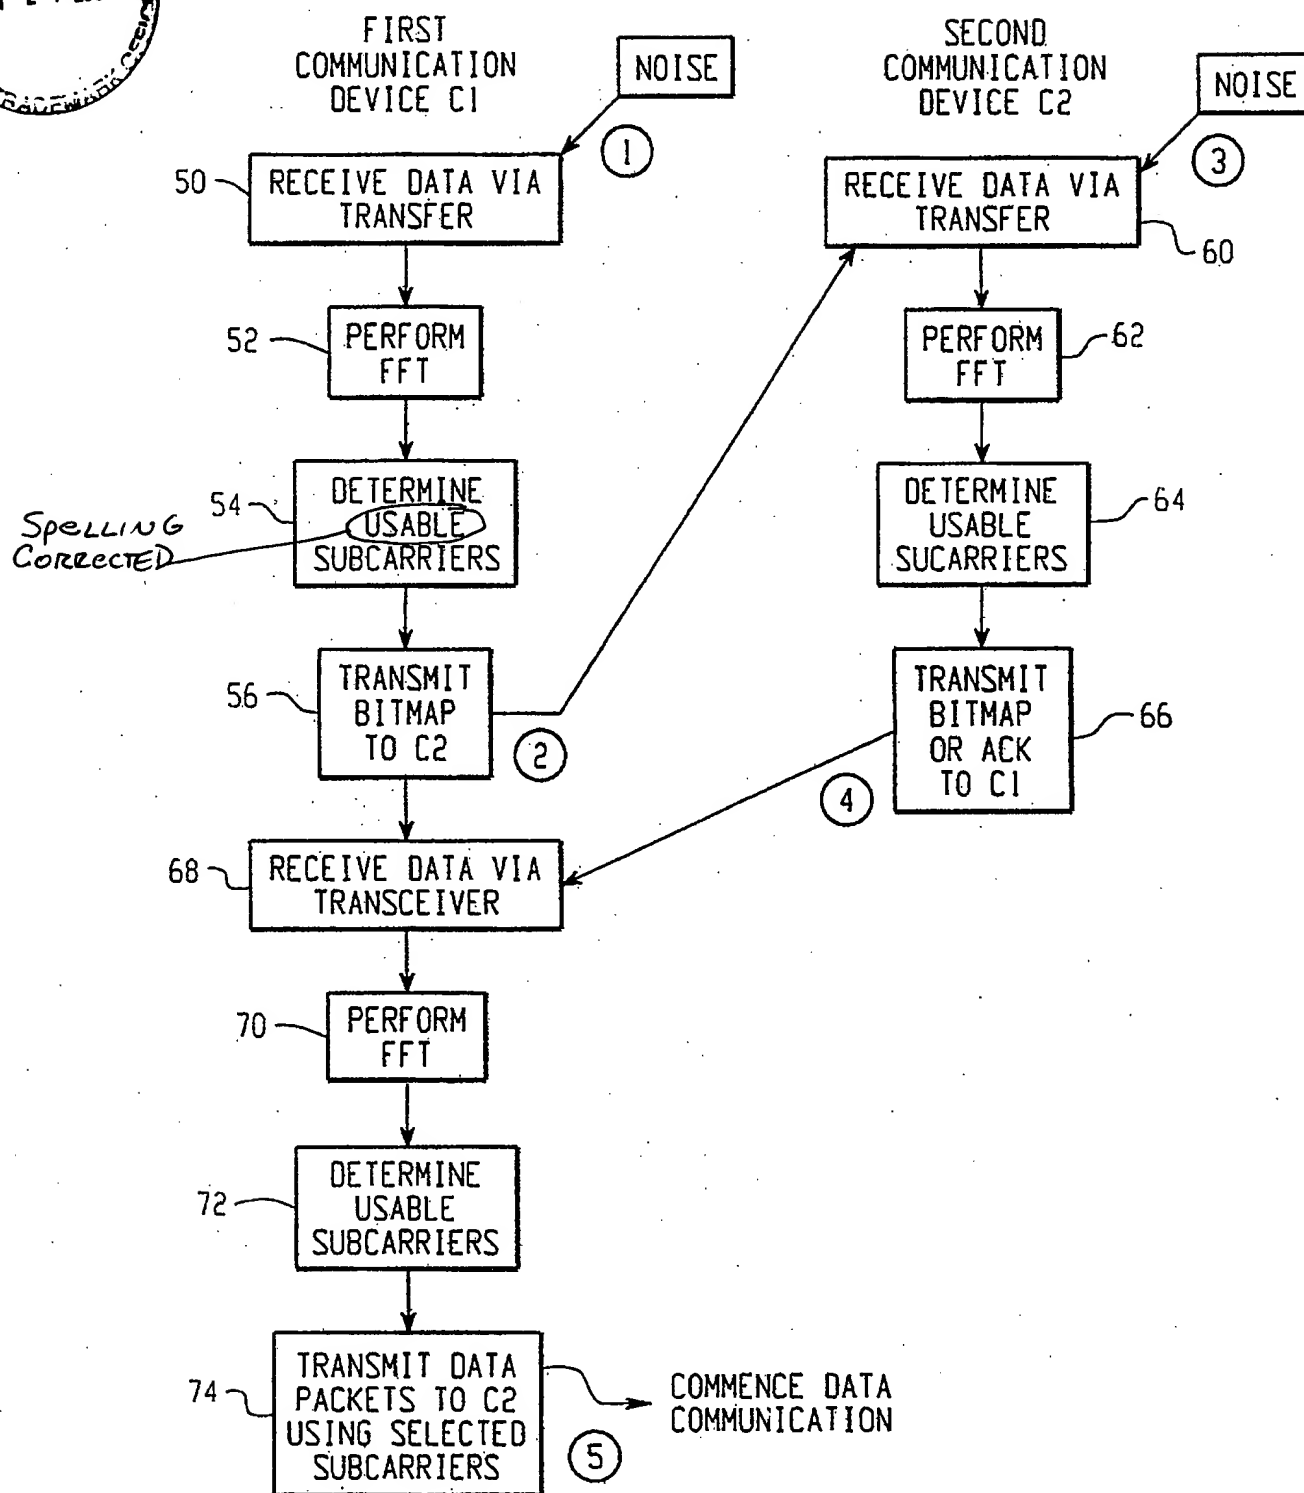 FIRST
COMMUNICATION
DEVICE C1
NOISE
1
50
RECEIVE DATA VIA
TRANSFER
52
PERFORM
FFT
54
DETERMINE
USABLE
SUBCARRIERS
SPELLING
CORRECTED
56
TRANSMIT
BITMAP
TO C2
2
SECOND
COMMUNICATION
DEVICE C2
NOISE
3
RECEIVE DATA VIA
TRANSFER
60
PERFORM
FFT
62
DETERMINE
USABLE
SUCARRIERS
64
TRANSMIT
BITMAP
OR ACK
TO C1
66
4
68
RECEIVE DATA VIA
TRANSCEIVER
70
PERFORM
FFT
72
DETERMINE
USABLE
SUBCARRIERS
74
TRANSMIT DATA
PACKETS TO C2
USING SELECTED
SUBCARRIERS
5
COMMENCE DATA
COMMUNICATION